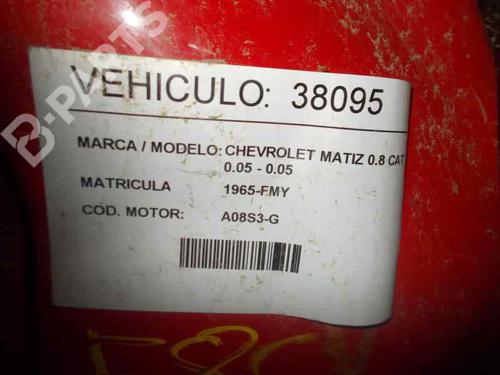 VEHICULO: 38095
MARCA / MODELO: CHEVROLET MATIZ 0.8 CAT
0.05 - 0.05
MATRICULA 1965-FMY
COD. MOTOR: A08S3-G
B-PARTS